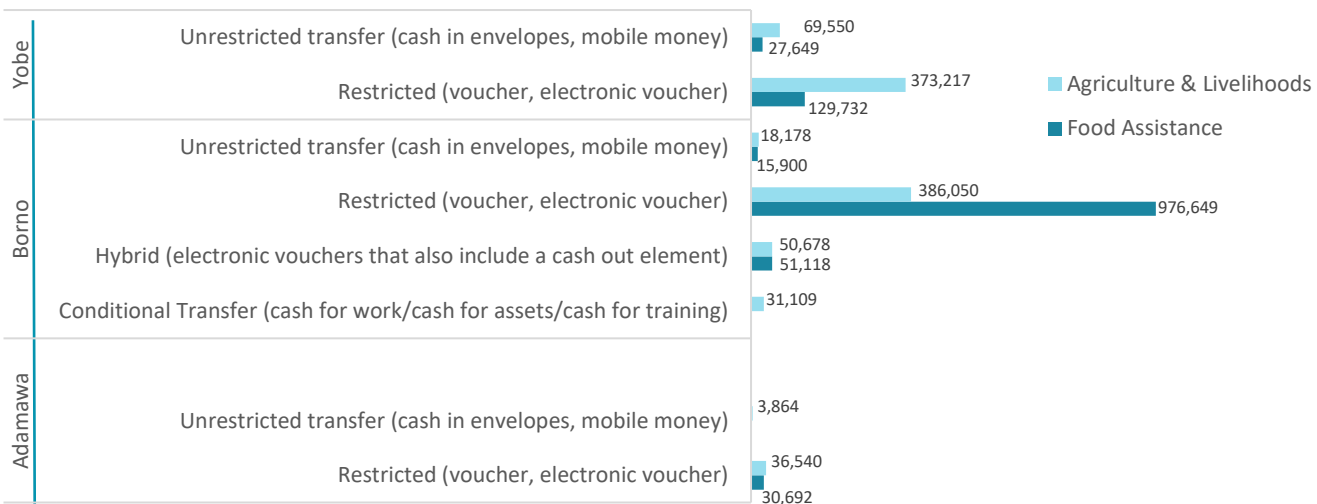 Yobe
Unrestricted transfer (cash in envelopes, mobile money)
69,550
27,649
Restricted (voucher, electronic voucher)
373,217
129,732
Agriculture & Livelihoods
Food Assistance
Borno
Unrestricted transfer (cash in envelopes, mobile money)
18,178
15,900
Restricted (voucher, electronic voucher)
386,050
976,649
Hybrid (electronic vouchers that also include a cash out element)
50,678
51,118
Conditional Transfer (cash for work/cash for assets/cash for training)
31,109
Adamawa
Unrestricted transfer (cash in envelopes, mobile money)
3,864
Restricted (voucher, electronic voucher)
36,540
30,692